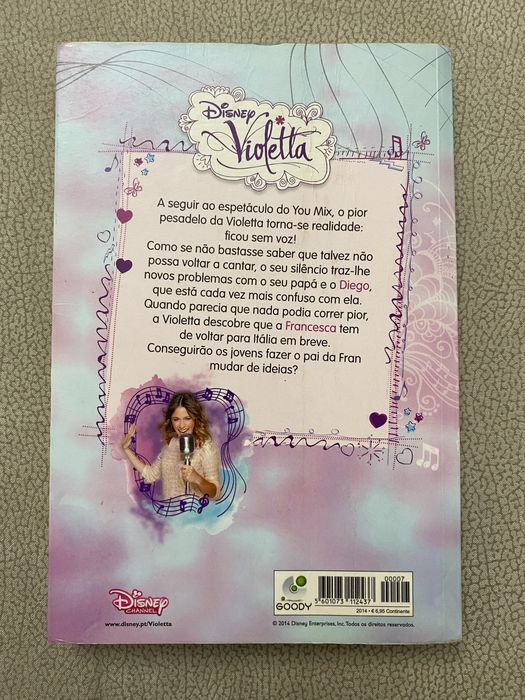 Disney
Violetta
A seguir ao espetáculo do You Mix, o pior
pesadelo da Violetta torna-se realidade:
ficou sem voz!
Como se não bastasse saber que talvez não
possa voltar a cantar, o seu silêncio traz-lhe
novos problemas com o seu papá e o Diego,
que está cada vez mais confuso com ela.
Quando parecia que nada podia correr pior,
a Violetta descobre que a Francesca tem
de voltar para Itália em breve.
Conseguirão os jovens fazer o pai da Fran
mudar de ideias?
Disney
CHANNEL
www.disney.pt/Violetta
GOODY
00007
5 601073 112437
2014 • € 6,95 Continente
© 2014 Disney Enterprises, Inc. Todos os direitos reservados.